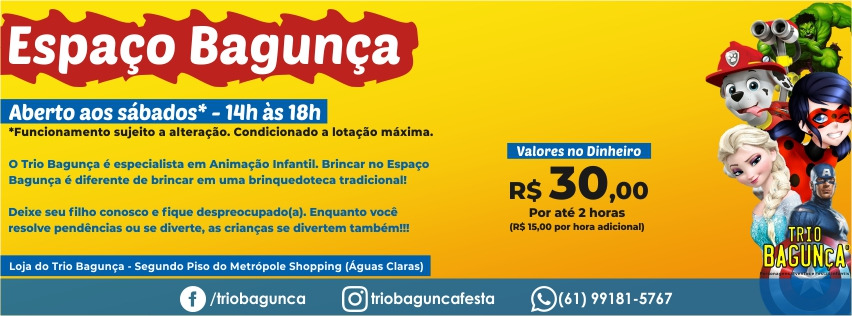 Espaço Bagunça
Aberto aos sábados* - 14h às 18h
*Funcionamento sujeito a alteração. Condicionado a lotação máxima.
O Trio Bagunça é especialista em Animação Infantil. Brincar no Espaço
Bagunça é diferente de brincar em uma brinquedoteca tradicional!
Deixe seu filho conosco e fique despreocupado(a). Enquanto você
resolve pendências ou se diverte, as crianças se divertem também!!!
Loja do Trio Bagunça - Segundo Piso do Metrópole Shopping (Águas Claras)
Valores no Dinheiro
R$ 30,00
Por até 2 horas
(R$ 15,00 por hora adicional)
TRIO
BAGUNÇA
/triobagunca
triobaguncafesta
(61) 99181-5767